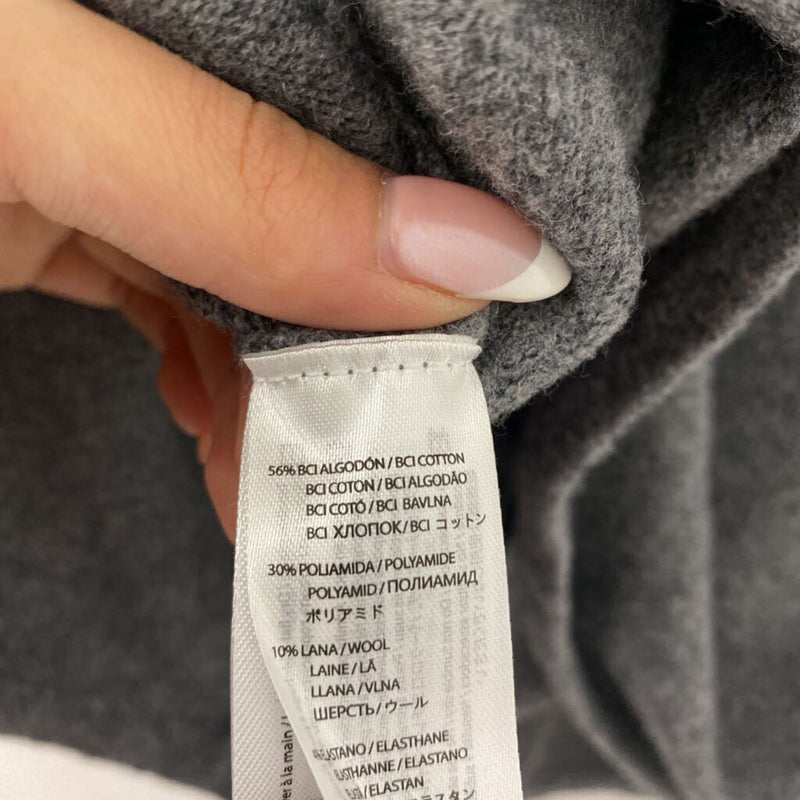 56% BCI ALGODÓN / BCI COTTON
BCI COTON / BCI ALGODÃO
BCI COTÓ / BCI BAVLNA
BCI ХЛОПОК / BCI コットン
30% POLIAMIDA / POLYAMIDE
POLYAMID / ПОЛИАМИД
ポリアミド
10% LANA / WOOL
LAINE / LÃ
LLANA / VLNA
ШЕРСТЬ / ウール
ELASTANO / ELASTHANE
ELASTHANNE / ELASTANO
ELASTAN
à la main /